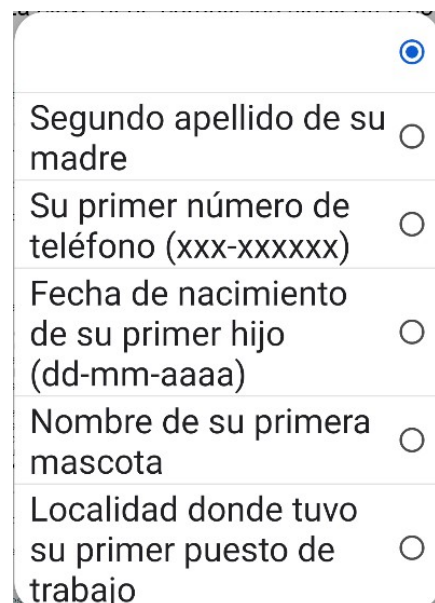 Segundo apellido de su
madre
Su primer número de
teléfono (xxx-xxxxxx)
Fecha de nacimiento
de su primer hijo
(dd-mm-aaaa)
Nombre de su primera
mascota
Localidad donde tuvo
su primer puesto de
trabajo